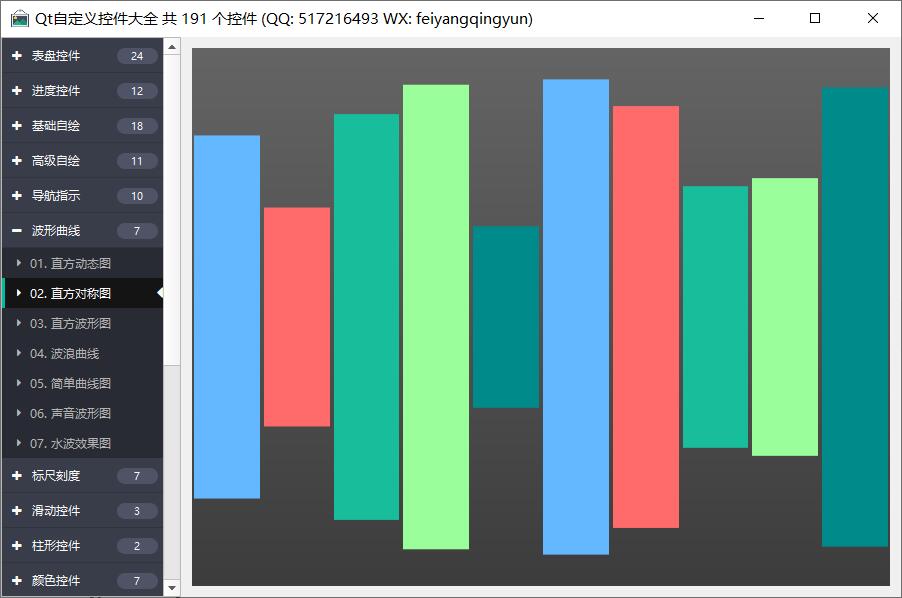 Qt自定义控件大全 共 191 个控件 (QQ: 517216493 WX: feiyangqingyun)
表盘控件 24
进度控件 12
基础自绘 18
高级自绘 11
导航指示 10
波形曲线 7
01. 直方动态图
02. 直方对称图
03. 直方波形图
04. 波浪曲线
05. 简单曲线图
06. 声音波形图
07. 水波效果图
标尺刻度 7
滑动控件 3
柱形控件 2
颜色控件 7